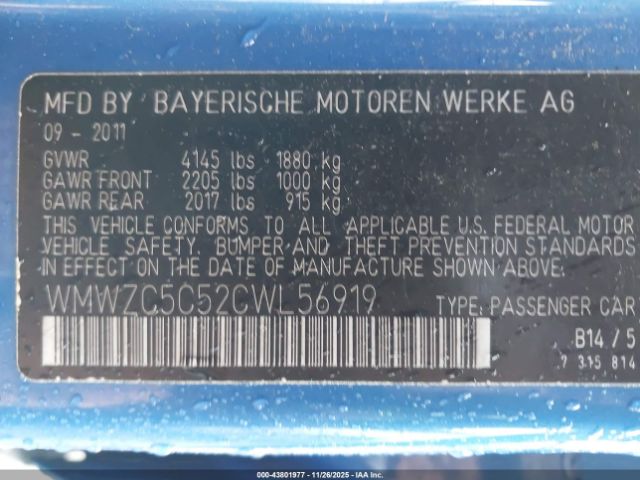 MFD BY BAYERISCHE MOTOREN WERKE AG
09 - 2011
GVWR 4145 lbs 1880 kg
GAWR FRONT 2205 lbs 1000 kg
GAWR REAR 2017 lbs 915 kg
THIS VEHICLE CONFORMS TO ALL APPLICABLE U.S. FEDERAL MOTOR
VEHICLE SAFETY, BUMPER AND THEFT PREVENTION STANDARDS
IN EFFECT ON THE DATE OF MANUFACTURE SHOWN ABOVE.
WMWZC5C52CWL56919 TYPE: PASSENGER CAR
B14 / 5
7 315 814
000-43801977 - 11/26/2025 - IAA Holdings, LLC